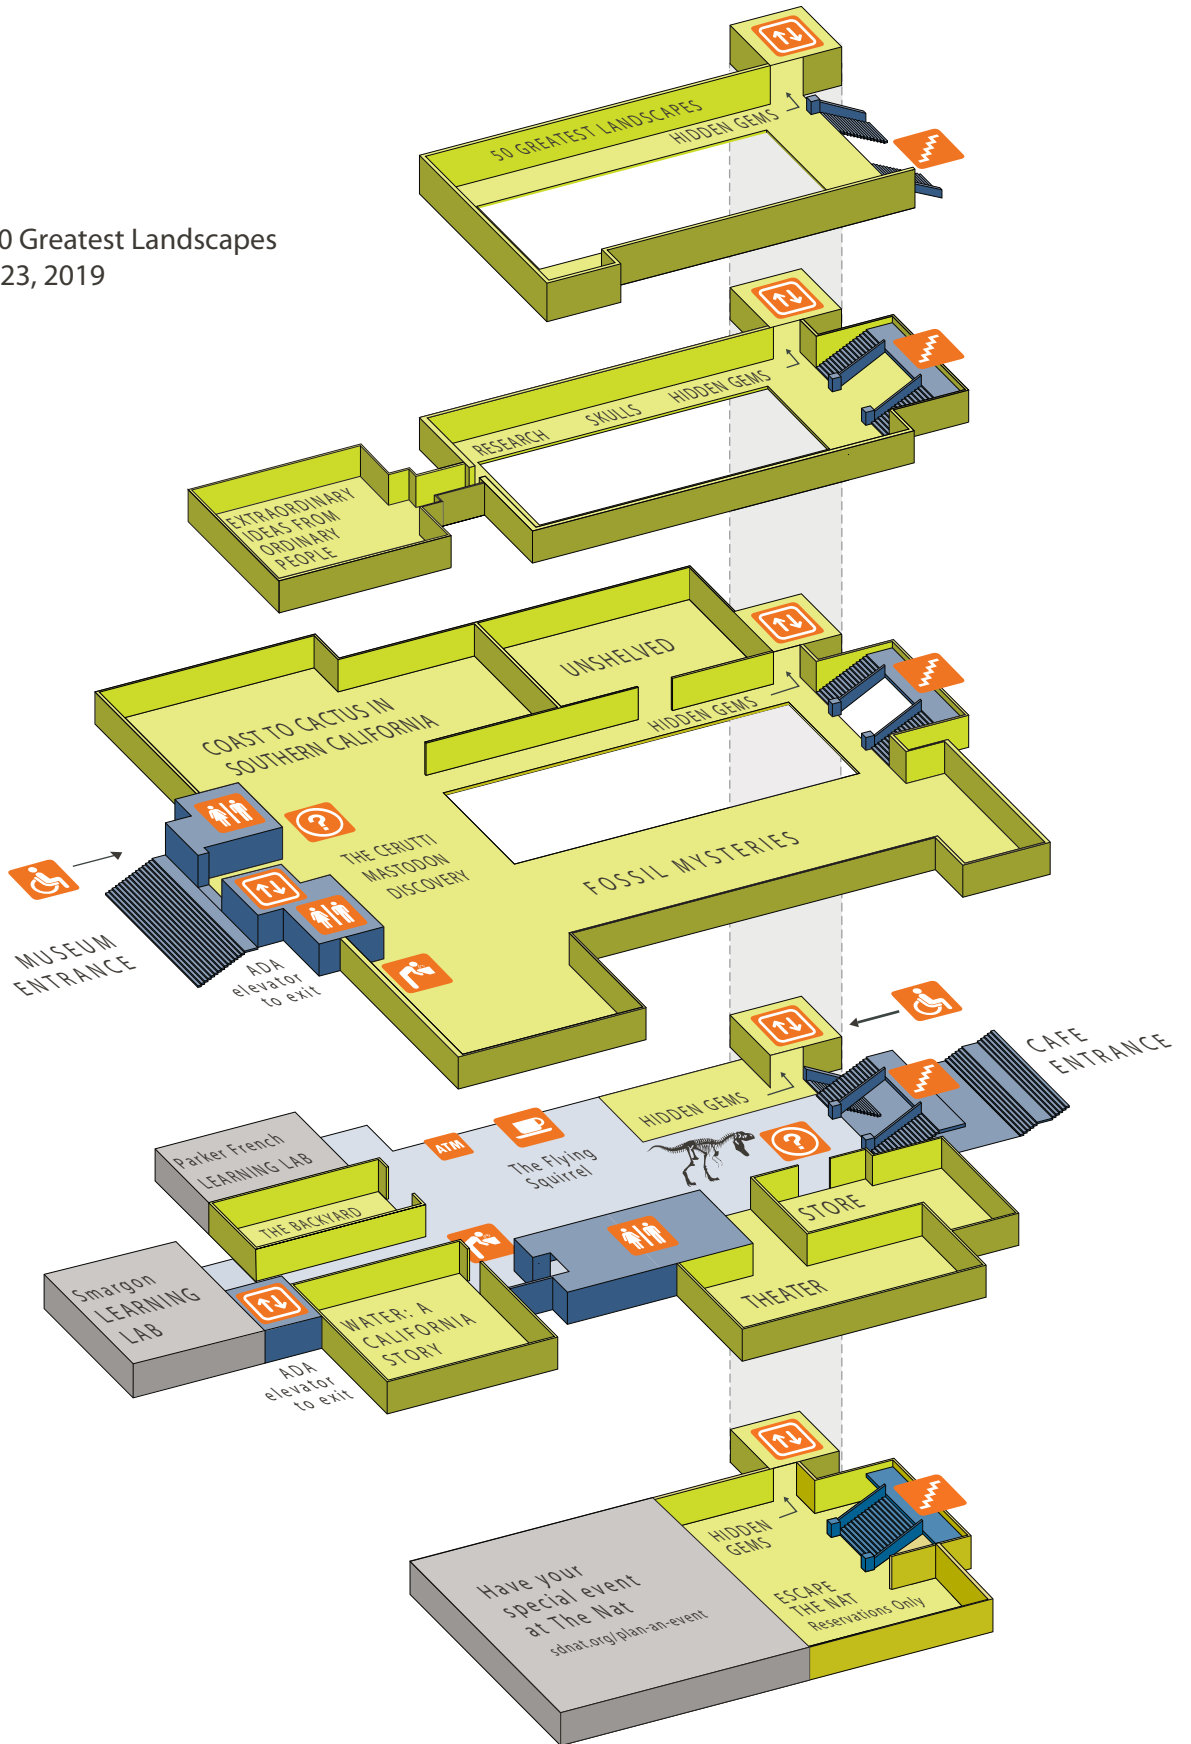 50 GREATEST LANDSCAPES
HIDDEN GEMS
0 Greatest Landscapes
23, 2019
RESEARCH
SKULLS
HIDDEN GEMS
EXTRAORDINARY
IDEAS FROM
ORDINARY
PEOPLE
UNSHELVED
HIDDEN GEMS
COAST TO CACTUS IN
SOUTHERN CALIFORNIA
?
THE CERUTTI
MASTODON
DISCOVERY
FOSSIL MYSTERIES
MUSEUM
ENTRANCE
ADA
elevator
to exit
CAFE
ENTRANCE
HIDDEN GEMS
ATM
The Flying
Squirrel
?
Parker French
LEARNING LAB
THE BACKYARD
STORE
THEATER
Smargon
LEARNING
LAB
WATER: A
CALIFORNIA
STORY
ADA
elevator
to exit
HIDDEN
GEMS
Have your
special event
at The Nat
sdnat.org/plan-an-event
ESCAPE
THE NAT
Reservations Only